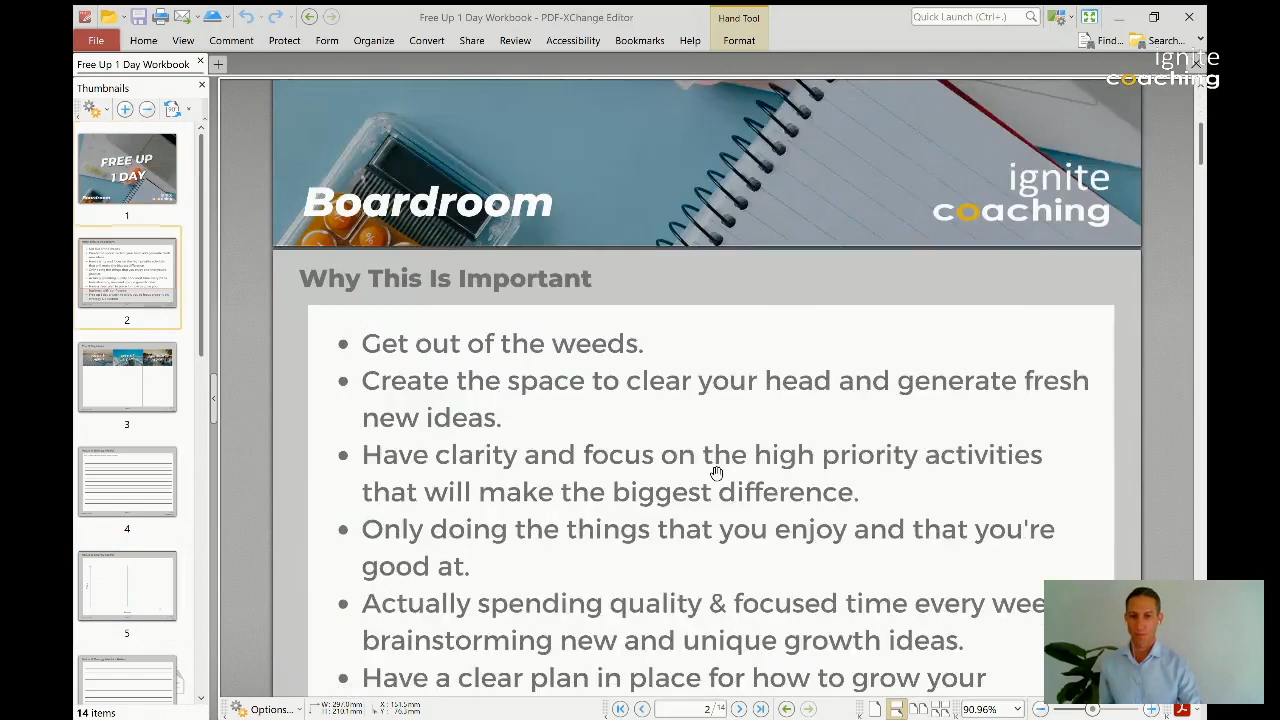 Free Up 1 Day Workbook - PDF-XChange Editor
Hand Tool
Quick Launch (Ctrl+.)
File
Home
View
Comment
Protect
Form
Organize
Convert
Share
Review
Accessibility
Bookmarks
Help
Format
Find...
Search...
Free Up 1 Day Workbook
ignite
coaching
Thumbnails
FREE UP
1 DAY
1
2
3
4
5
Boardroom
ignite
coaching
Why This Is Important
• Get out of the weeds.
• Create the space to clear your head and generate fresh
new ideas.
• Have clarity and focus on the high priority activities
that will make the biggest difference.
• Only doing the things that you enjoy and that you're
good at.
• Actually spending quality & focused time every wee
brainstorming new and unique growth ideas.
• Have a clear plan in place for how to grow your
14 items
Options...
2 / 14
90.96%